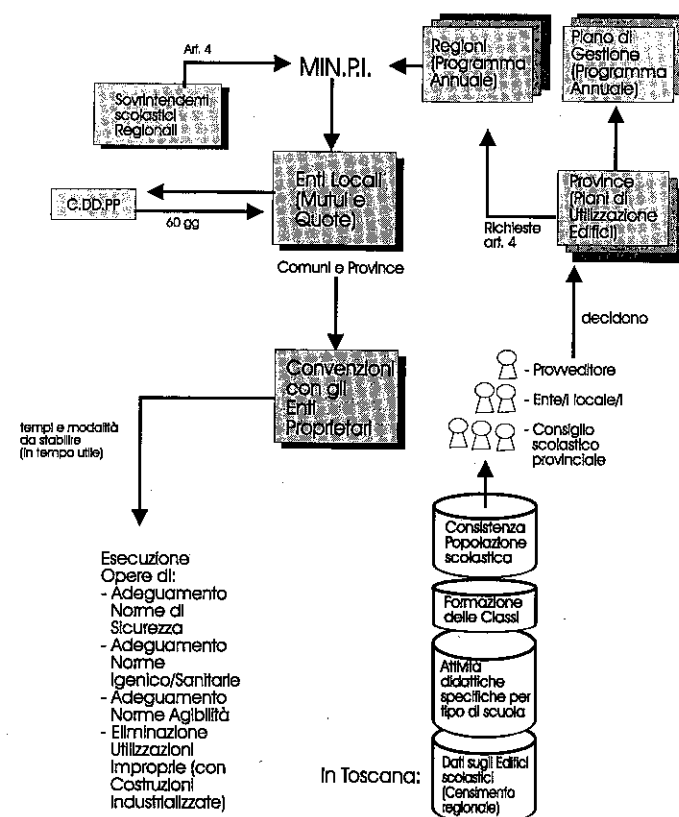 Art. 4
MIN.P.I.
Sovrintendenti
scolastici
Regionali
Regioni
(Programma
Annuale)
Piano di
Gestione
(Programma
Annuale)
C.DD.PP
60 gg
Enti Locali
(Mutui e
Quote)
Richieste
art. 4
Province
(Piani di
Utilizzazione
Edifici)
Comuni e Province
decidono
Convenzioni
con gli
Enti
Proprietari
- Provveditore
- Ente/i locale/i
- Consiglio
scolastico
provinciale
tempi e modalità
da stabilire
(in tempo utile)
Consistenza
Popolazione
scolastica
Formazione
delle Classi
Attività
didattiche
specifiche per
tipo di scuola
In Toscana:
Dati sugli Edifici
scolastici
(Censimento
regionale)
Esecuzione
Opere di:
- Adeguamento
Norme di
Sicurezza
- Adeguamento
Norme
Igenico/Sanitarie
- Adeguamento
Norme Agibilità
- Eliminazione
Utilizzazioni
Improprie (con
Costruzioni
Industrializzate)